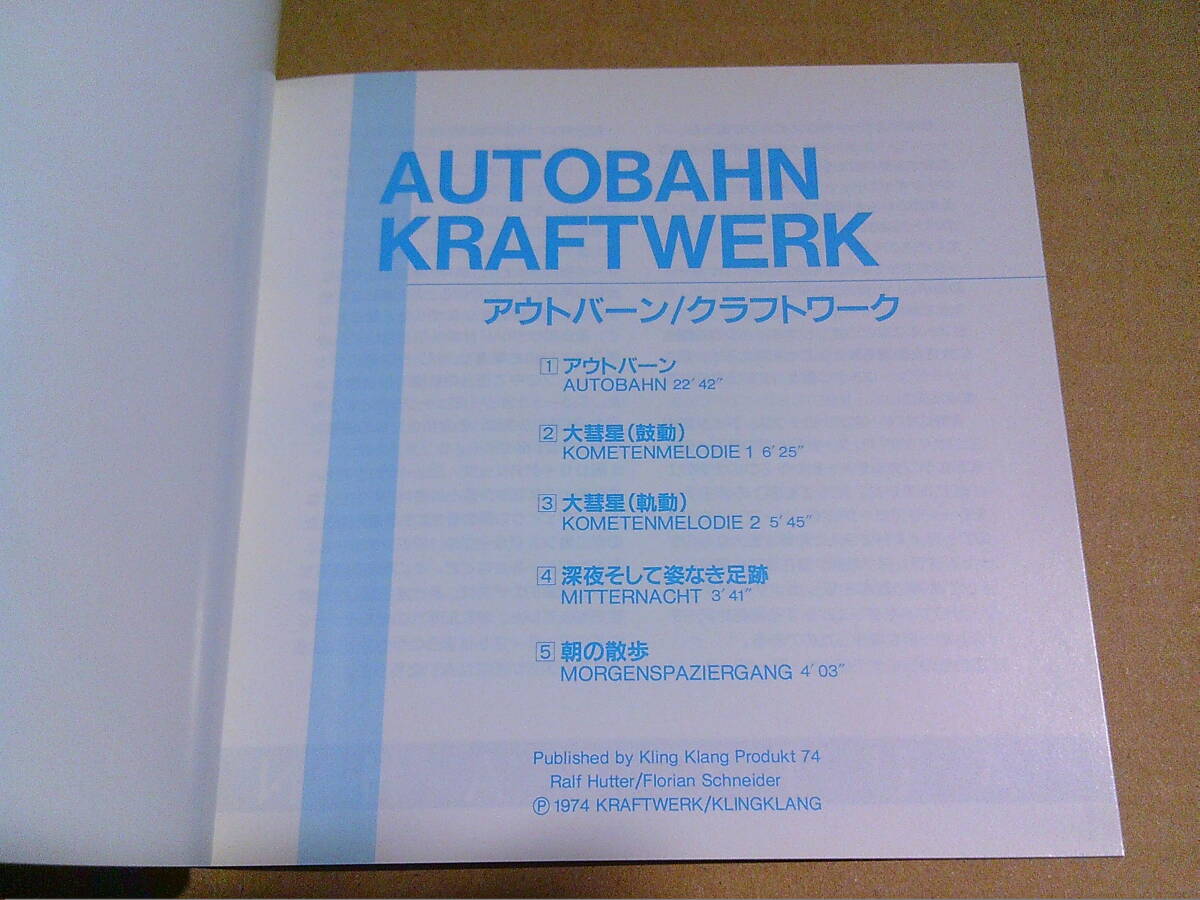 AUTOBAHN
KRAFTWERK
アウトバーン/クラフトワーク
1 アウトバーン
AUTOBAHN 22′42″
2 大彗星(鼓動)
KOMETENMELODIE 1 6′25″
3 大彗星(軌動)
KOMETENMELODIE 2 5′45″
4 深夜そして姿なき足跡
MITTERNACHT 3′41″
5 朝の散歩
MORGENSPAZIERGANG 4′03″
Published by Kling Klang Produkt 74
Ralf Hutter/Florian Schneider
Ⓟ 1974 KRAFTWERK/KLINGKLANG